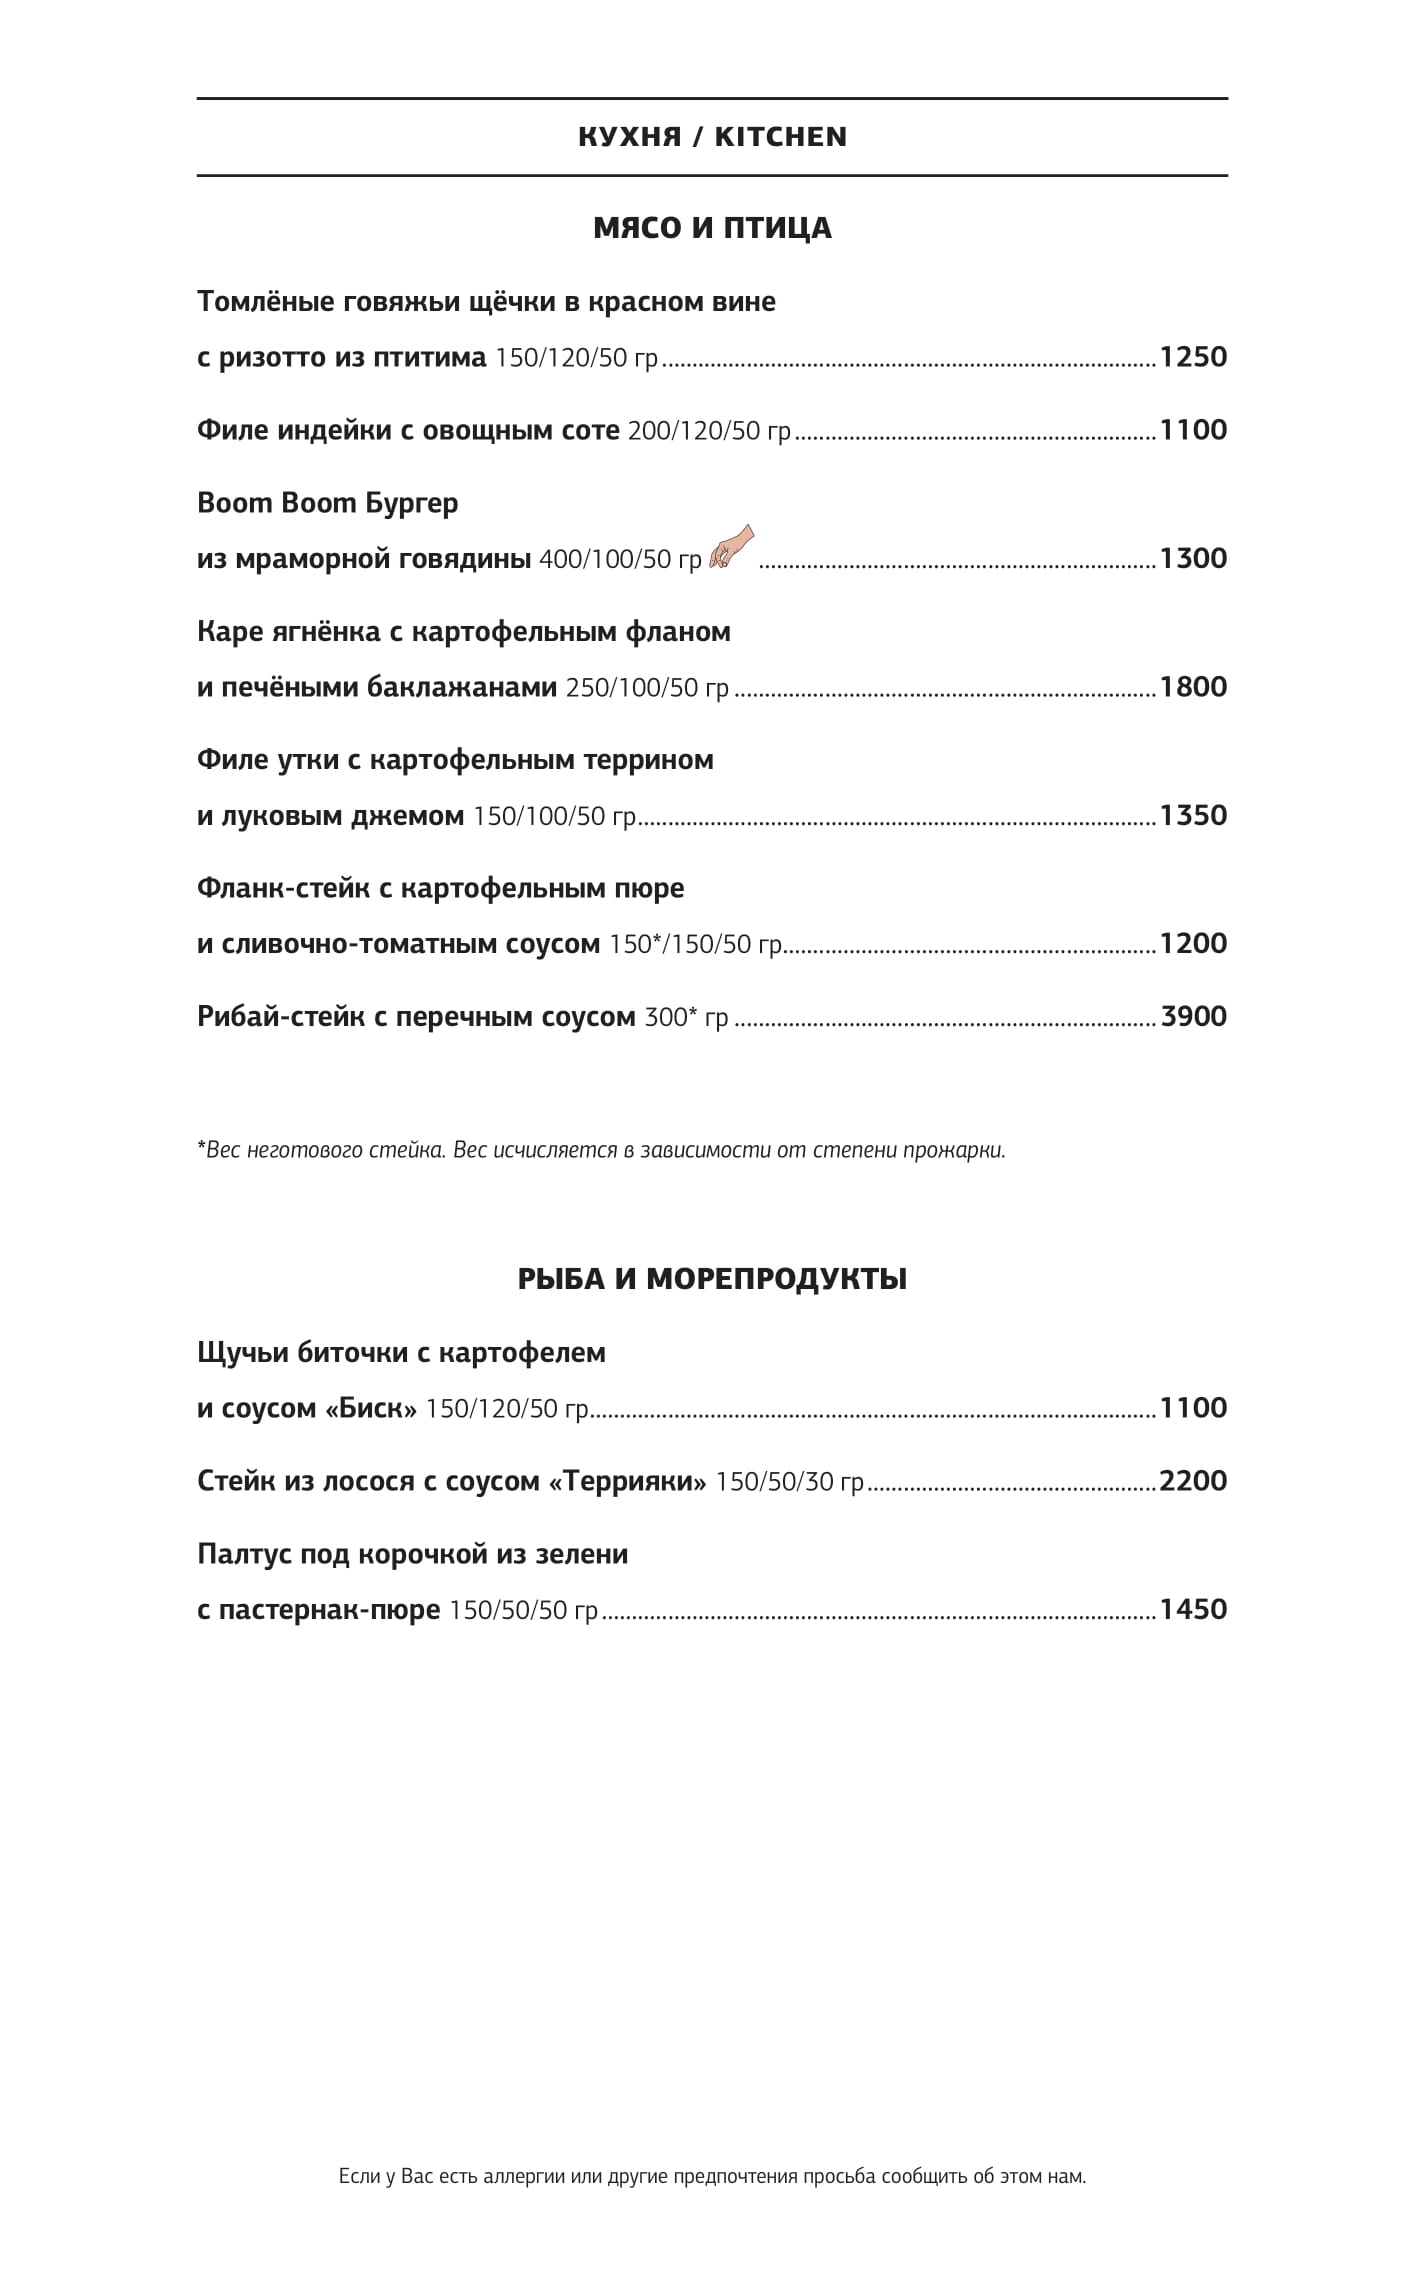 КУХНЯ / KITCHEN
МЯСО И ПТИЦА
Томлёные говяжьи щёчки в красном вине
с ризотто из птитима 150/120/50 гр 1250
Филе индейки с овощным соте 200/120/50 гр 1100
Boom Boom Бургер
из мраморной говядины 400/100/50 гр 1300
Каре ягнёнка с картофельным фланом
и печёными баклажанами 250/100/50 гр 1800
Филе утки с картофельным террином
и луковым джемом 150/100/50 гр 1350
Фланк-стейк с картофельным пюре
и сливочно-томатным соусом 150*/150/50 гр 1200
Рибай-стейк с перечным соусом 300* гр 3900
*Вес неготового стейка. Вес исчисляется в зависимости от степени прожарки.
РЫБА И МОРЕПРОДУКТЫ
Щучьи биточки с картофелем
и соусом «Биск» 150/120/50 гр 1100
Стейк из лосося с соусом «Террияки» 150/50/30 гр 2200
Палтус под корочкой из зелени
с пастернак-пюре 150/50/50 гр 1450
Если у Вас есть аллергии или другие предпочтения просьба сообщить об этом нам.